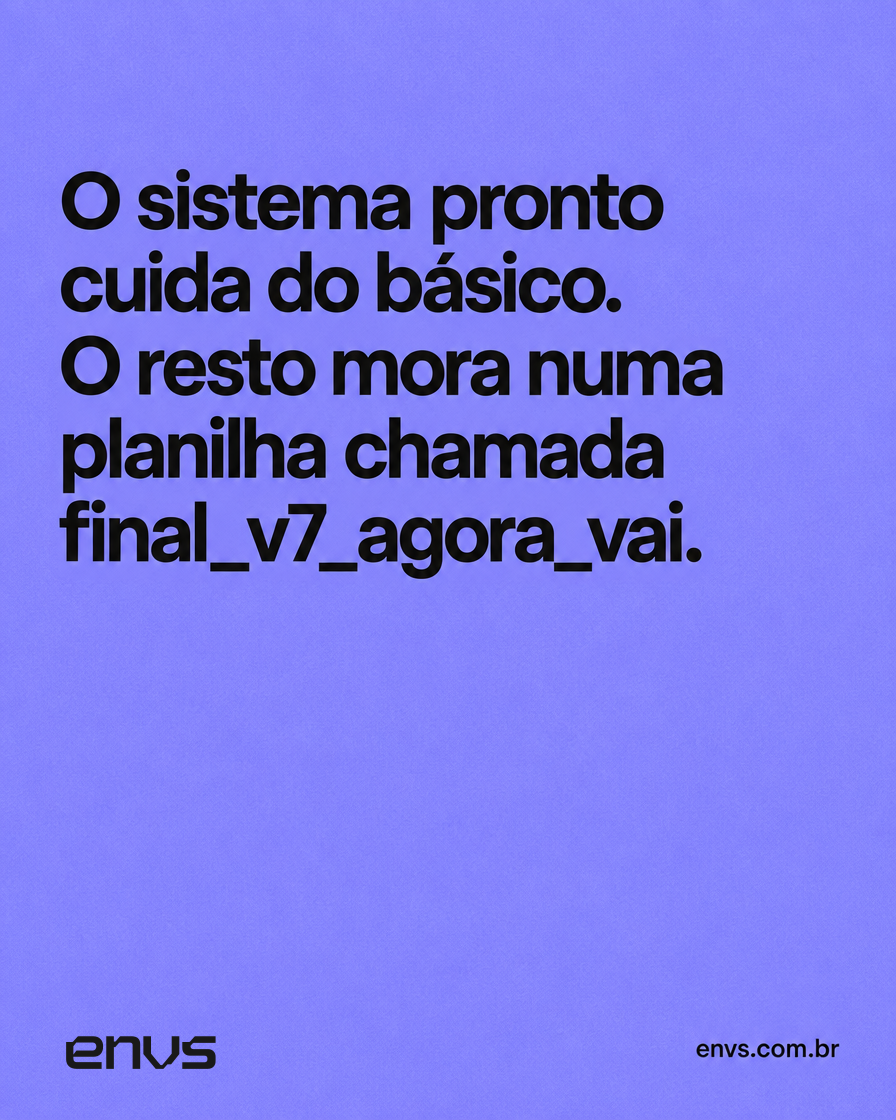 O sistema pronto
cuida do básico.
O resto mora numa
planilha chamada
final_v7_agora_vai.
envs
envs.com.br